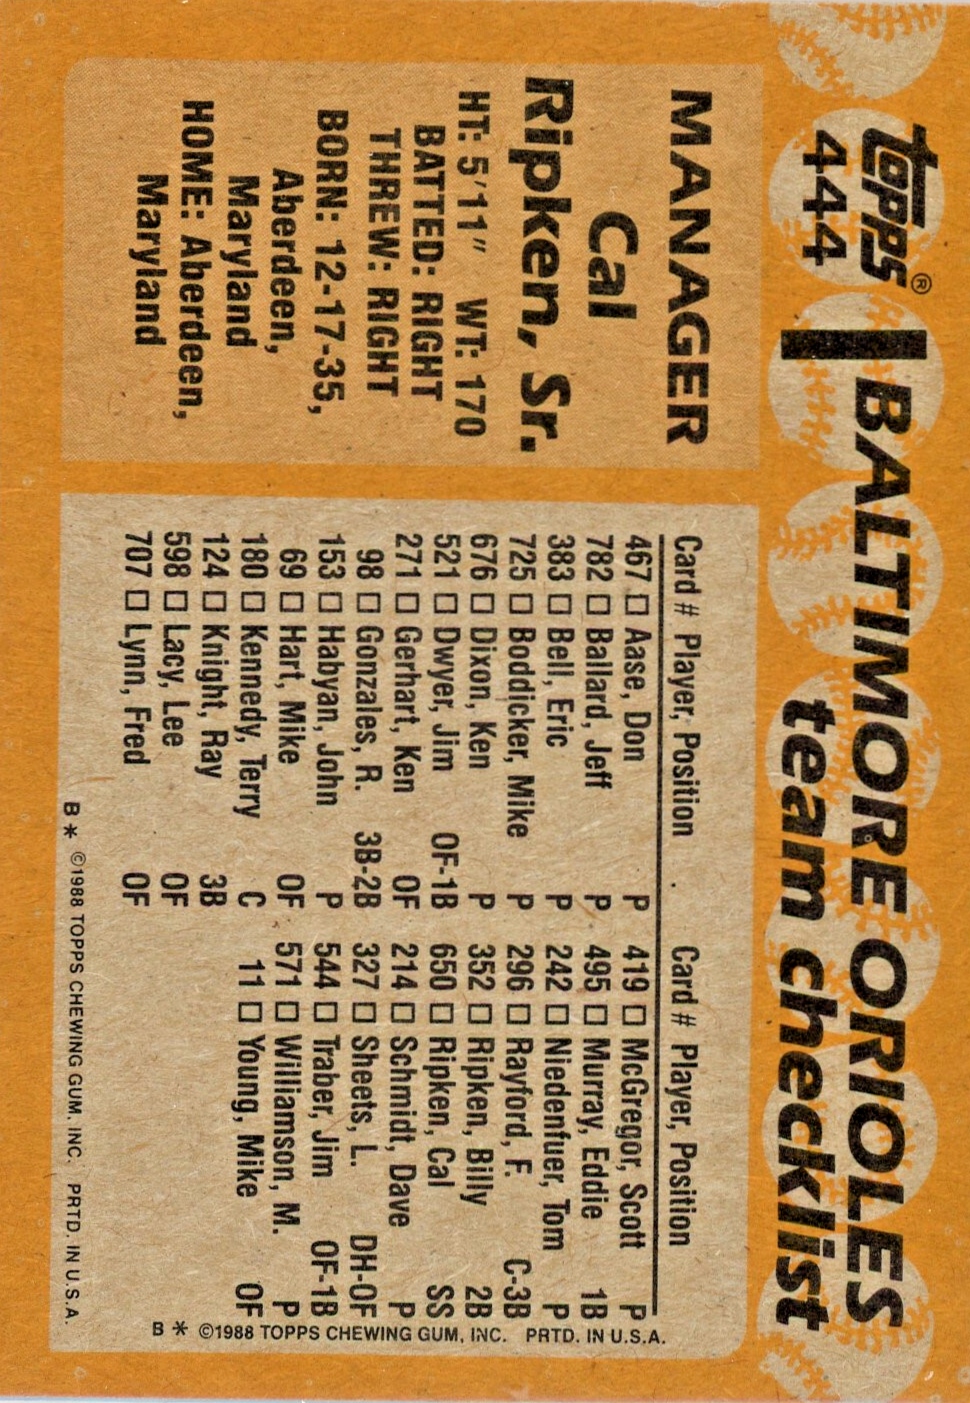 TOPPS®
444
BALTIMORE ORIOLES
team checklist
MANAGER
Cal
Ripken, Sr.
HT: 5'11" WT: 170
BATTED: RIGHT
THREW: RIGHT
BORN: 12-17-35,
Aberdeen,
Maryland
HOME: Aberdeen,
Maryland
Card # Player, Position
467 □ Aase, Don P
782 □ Ballard, Jeff P
383 □ Bell, Eric P
725 □ Boddicker, Mike P
676 □ Dixon, Ken P
521 □ Dwyer, Jim OF-1B
271 □ Gerhart, Ken OF
98 □ Gonzales, R. 3B-2B
153 □ Habyan, John P
69 □ Hart, Mike OF
180 □ Kennedy, Terry C
124 □ Knight, Ray 3B
598 □ Lacy, Lee OF
707 □ Lynn, Fred OF
Card # Player, Position
419 □ McGregor, Scott P
495 □ Murray, Eddie 1B
242 □ Niedenfuer, Tom P
296 □ Rayford, F. C-3B
352 □ Ripken, Billy 2B
650 □ Ripken, Cal SS
214 □ Schmidt, Dave P
327 □ Sheets, L. DH-OF
544 □ Traber, Jim OF-1B
571 □ Williamson, M. P
11 □ Young, Mike OF
B * ©1988 TOPPS CHEWING GUM, INC. PRTD. IN U.S.A.
B * ©1988 TOPPS CHEWING GUM, INC. PRTD. IN U.S.A.